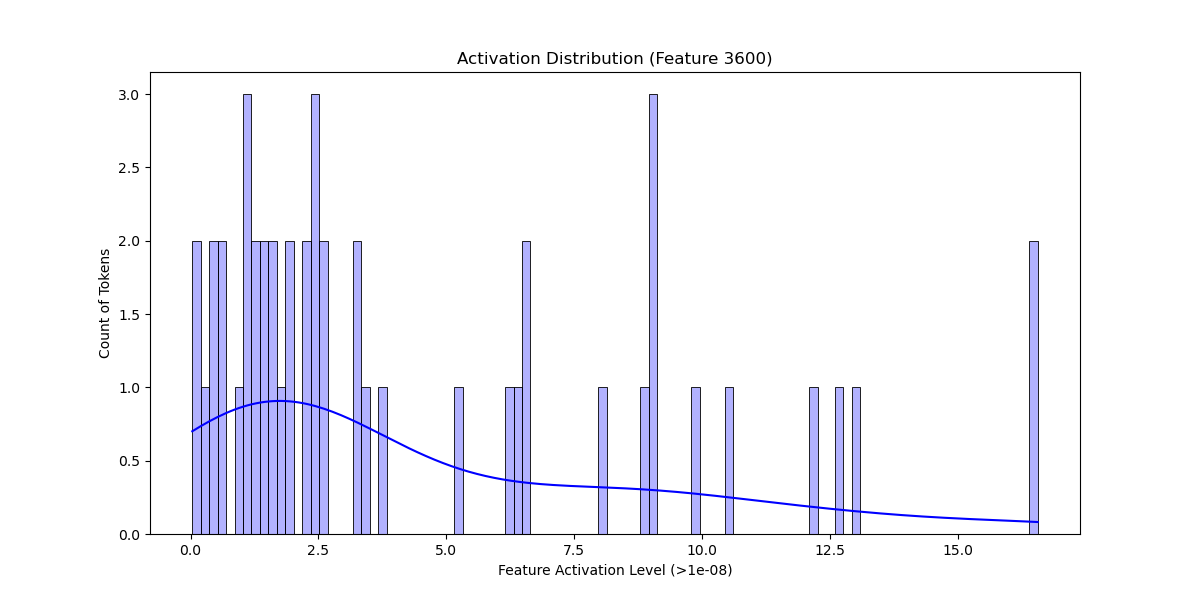 Activation Distribution (Feature 3600)
3.0
2.5
2.0
1.5
1.0
0.5
0.0
Count of Tokens
0.0 2.5 5.0 7.5 10.0 12.5 15.0
Feature Activation Level (>1e-08)